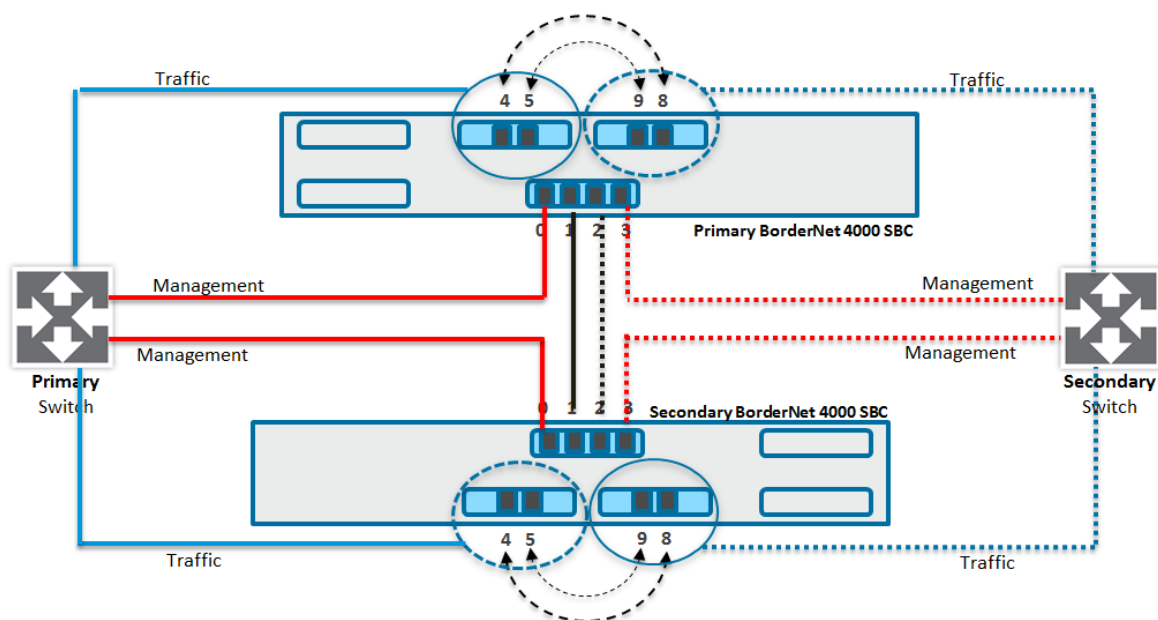 Traffic
Traffic
4 5 9 8
0 1 2 3
Primary BorderNet 4000 SBC
Management
Management
Management
Management
Primary
Switch
Secondary
Switch
0 1 2 3
Secondary BorderNet 4000 SBC
4 5 9 8
Traffic
Traffic